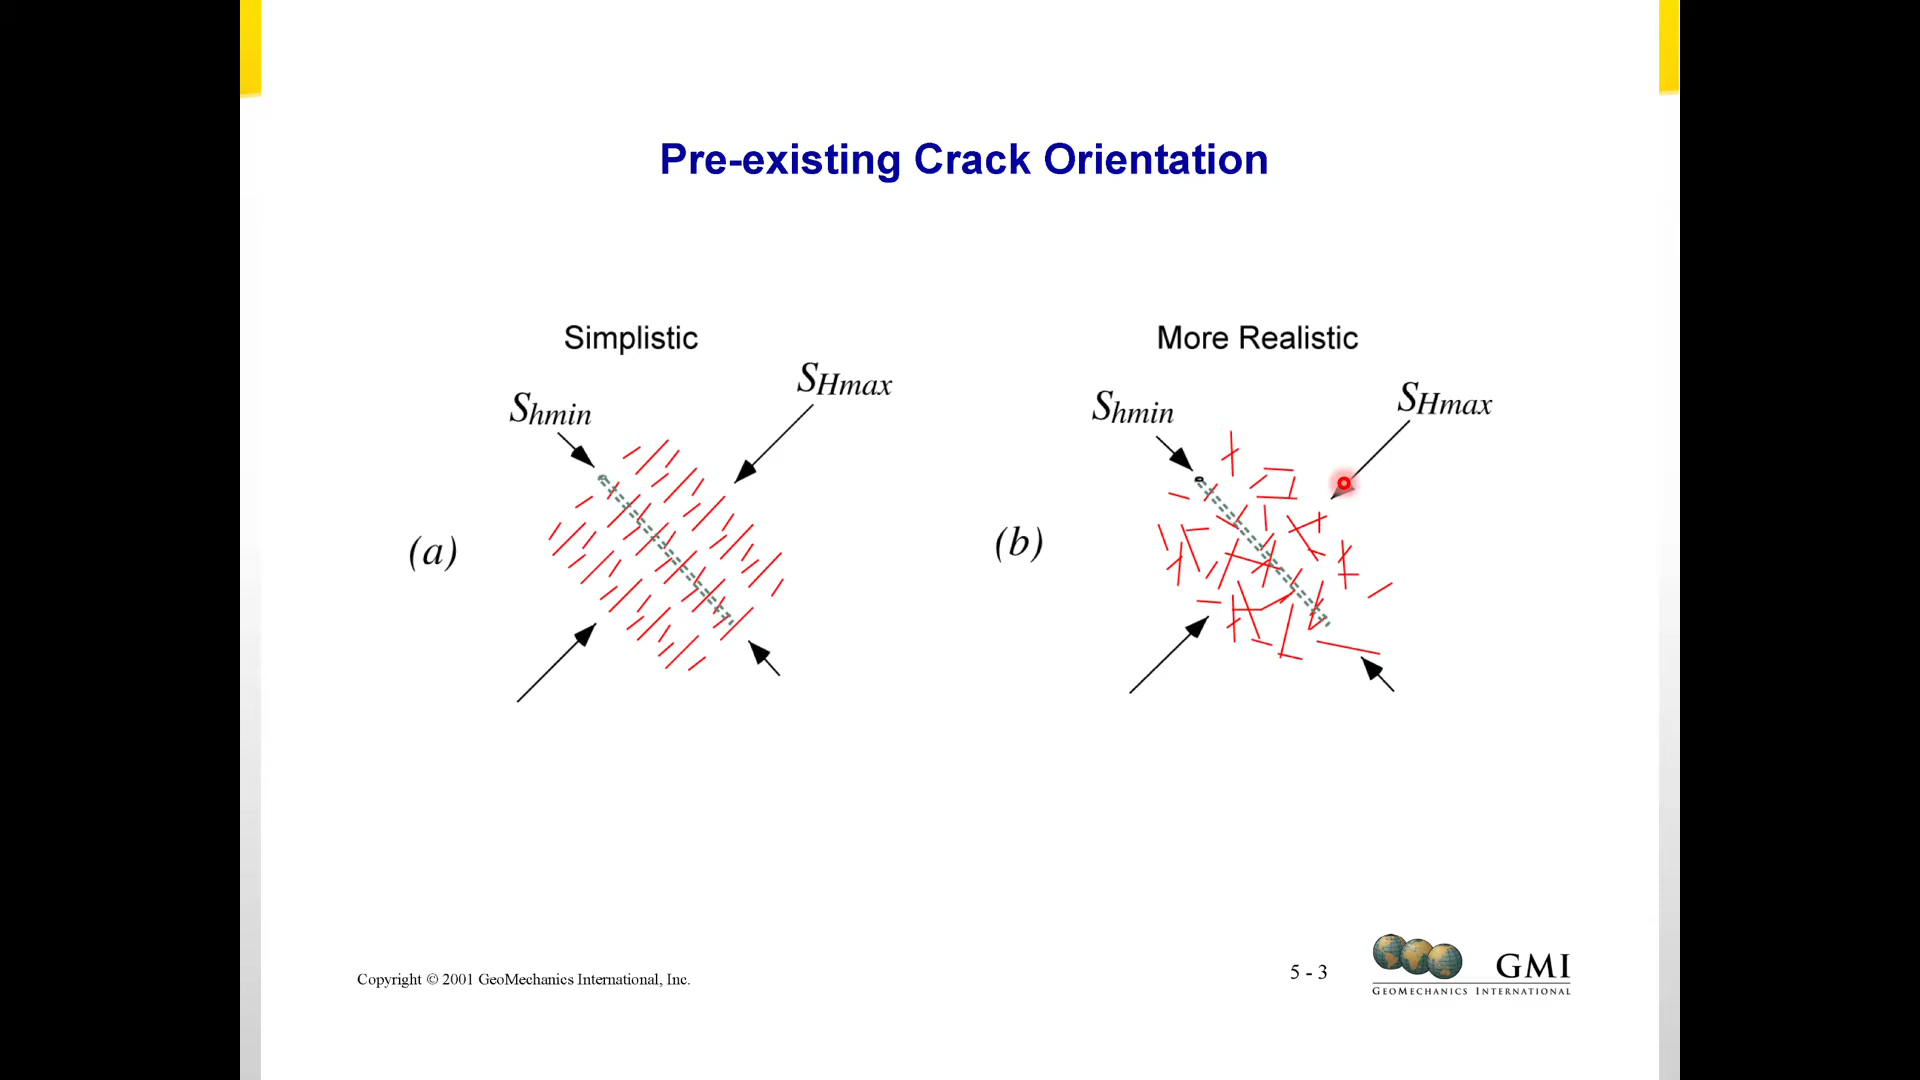 Pre-existing Crack Orientation
Simplistic
More Realistic
SHmax
Shmin
SHmax
Shmin
(a)
(b)
Copyright © 2001 GeoMechanics International, Inc.
5 - 3
GMI
GEOMECHANICS INTERNATIONAL